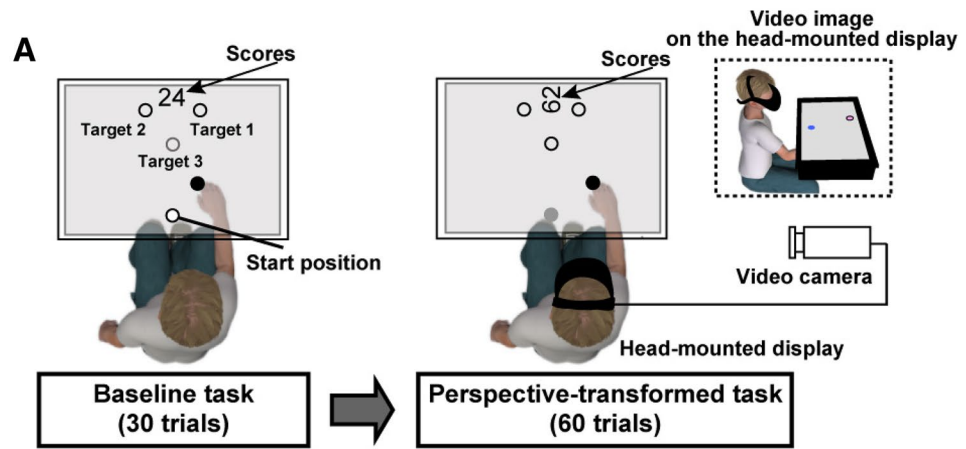 A
Scores
24
Target 2
Target 1
Target 3
Start position
Baseline task
(30 trials)
Scores
62
Video image
on the head-mounted display
Video camera
Head-mounted display
Perspective-transformed task
(60 trials)